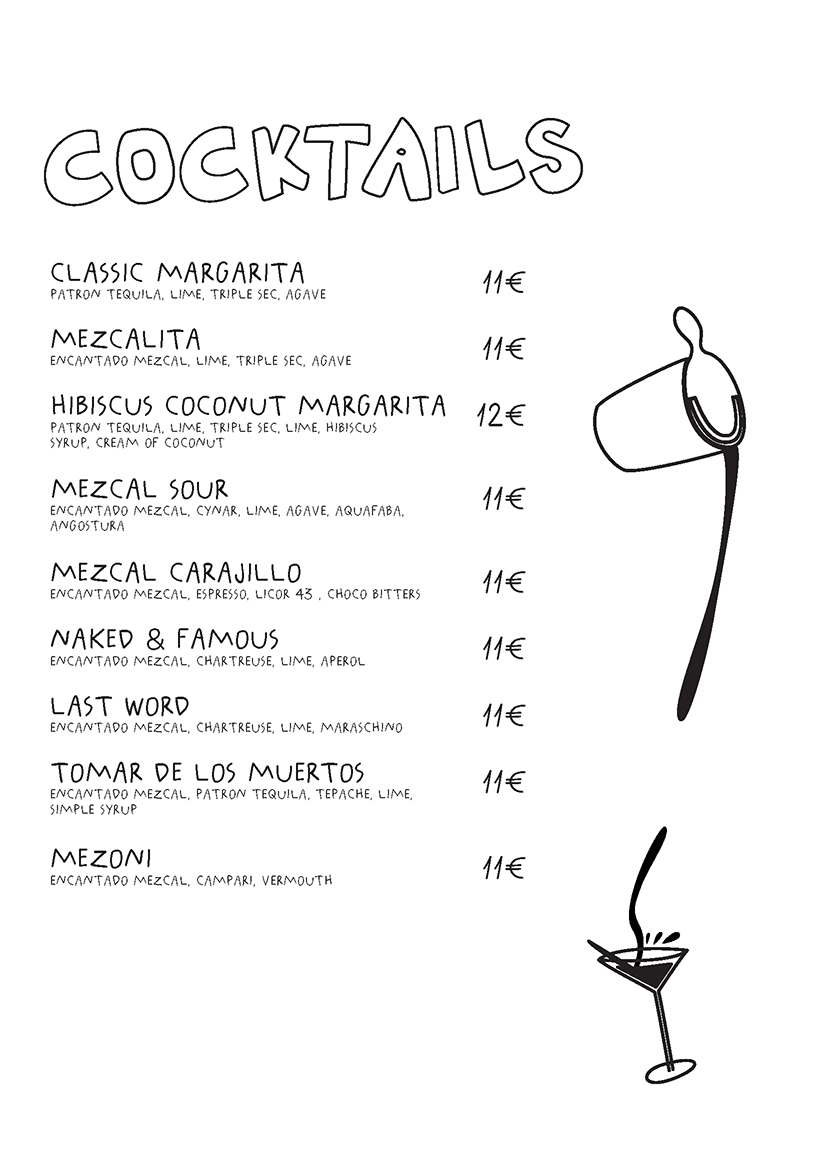 COCKTAILS
CLASSIC MARGARITA 11€
PATRON TEQUILA, LIME, TRIPLE SEC, AGAVE
MEZCALITA 11€
ENCANTADO MEZCAL, LIME, TRIPLE SEC, AGAVE
HIBISCUS COCONUT MARGARITA 12€
PATRON TEQUILA, LIME, TRIPLE SEC, LIME, HIBISCUS
SYRUP, CREAM OF COCONUT
MEZCAL SOUR 11€
ENCANTADO MEZCAL, CYNAR, LIME, AGAVE, AQUAFABA,
ANGOSTURA
MEZCAL CARAJILLO 11€
ENCANTADO MEZCAL, ESPRESSO, LICOR 43 , CHOCO BITTERS
NAKED & FAMOUS 11€
ENCANTADO MEZCAL, CHARTREUSE, LIME, APEROL
LAST WORD 11€
ENCANTADO MEZCAL, CHARTREUSE, LIME, MARASCHINO
TOMAR DE LOS MUERTOS 11€
ENCANTADO MEZCAL, PATRON TEQUILA, TEPACHE, LIME,
SIMPLE SYRUP
MEZONI 11€
ENCANTADO MEZCAL, CAMPARI, VERMOUTH